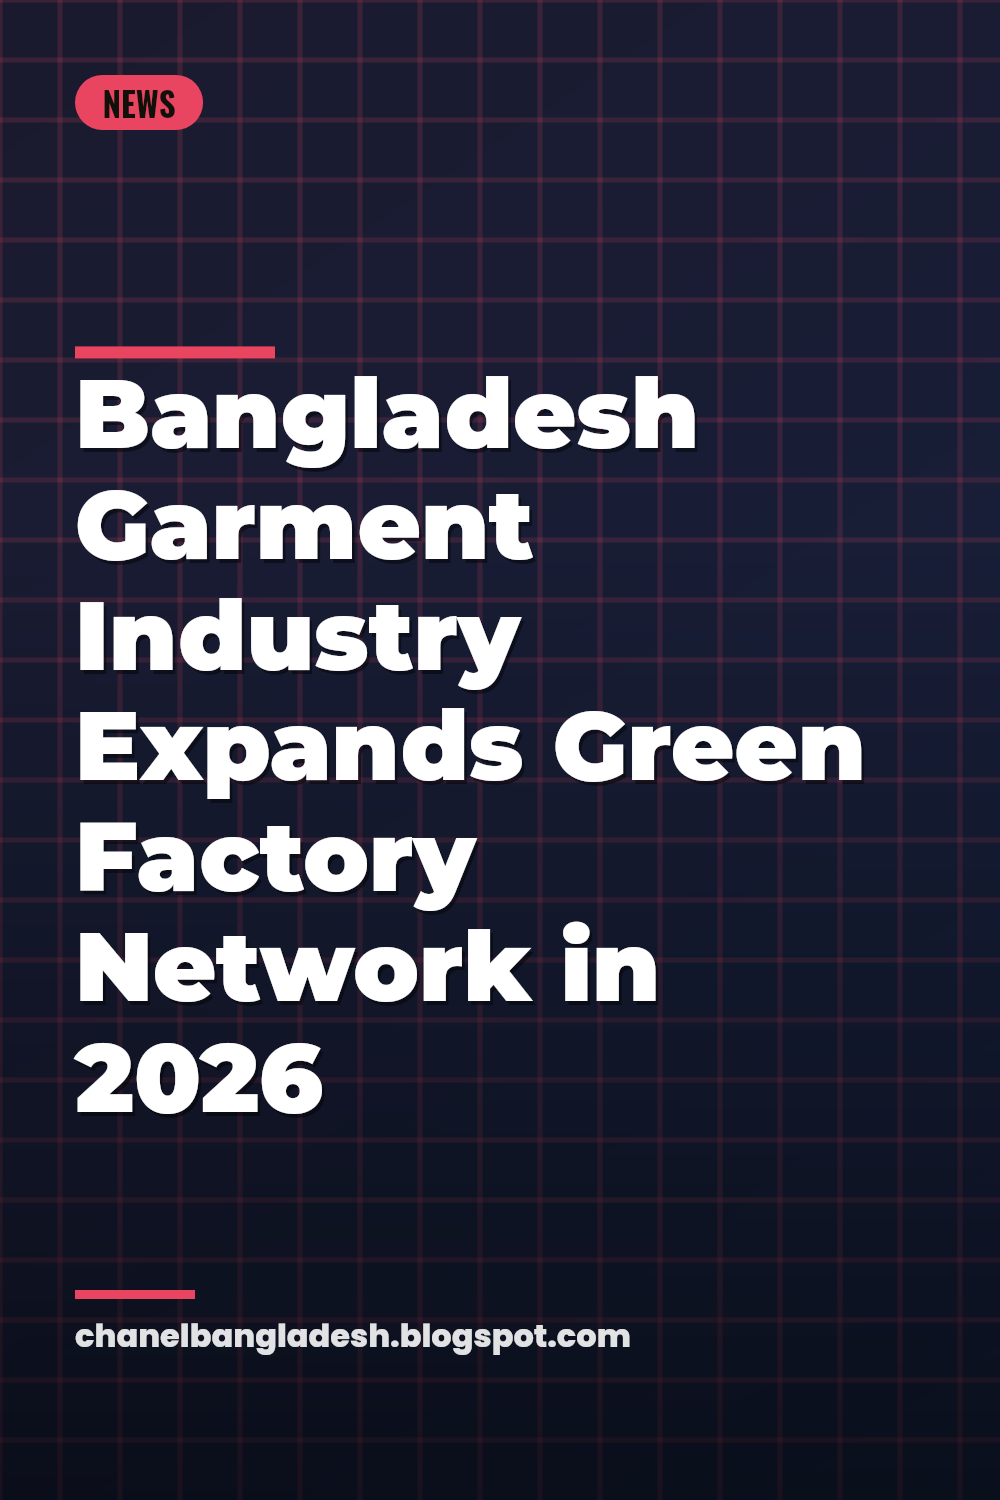 NEWS
Bangladesh
Garment
Industry
Expands Green
Factory
Network in
2026
chanelbangladesh.blogspot.com